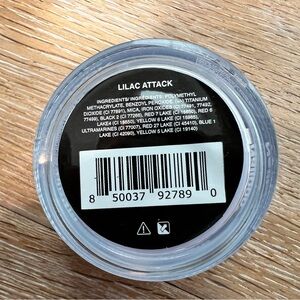 LILAC ATTACK
INGREDIENTS/ INGRÉDIENTS: POLYMETHYL
METHACRYLATE, BENZOYL PEROXIDE, (+/-) TITANIUM
DIOXIDE (CI 77891), MICA, IRON OXIDES (CI 77491, 77492,
77499), BLACK 2 (CI 77266), RED 7 LAKE (CI 15850), RED 6
LAKE (CI 15850), YELLOW 6 LAKE (CI 15985),
ULTRAMARINES (CI 77007), RED 27 LAKE (CI 45410), BLUE 1
LAKE (CI 42090), YELLOW 5 LAKE (CI 19140)
8 50037 92789 0